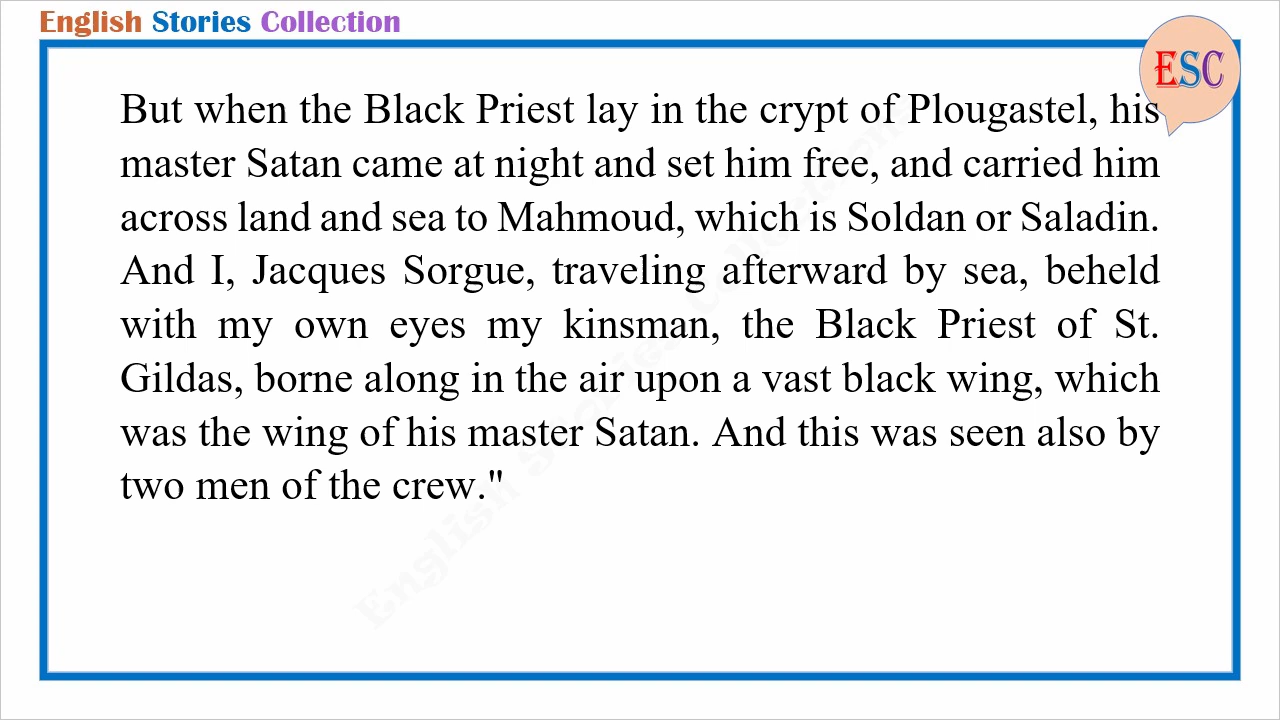 English Stories Collection
ESC
But when the Black Priest lay in the crypt of Plougastel, his
master Satan came at night and set him free, and carried him
across land and sea to Mahmoud, which is Soldan or Saladin.
And I, Jacques Sorgue, traveling afterward by sea, beheld
with my own eyes my kinsman, the Black Priest of St.
Gildas, borne along in the air upon a vast black wing, which
was the wing of his master Satan. And this was seen also by
two men of the crew."
English Stories Collections